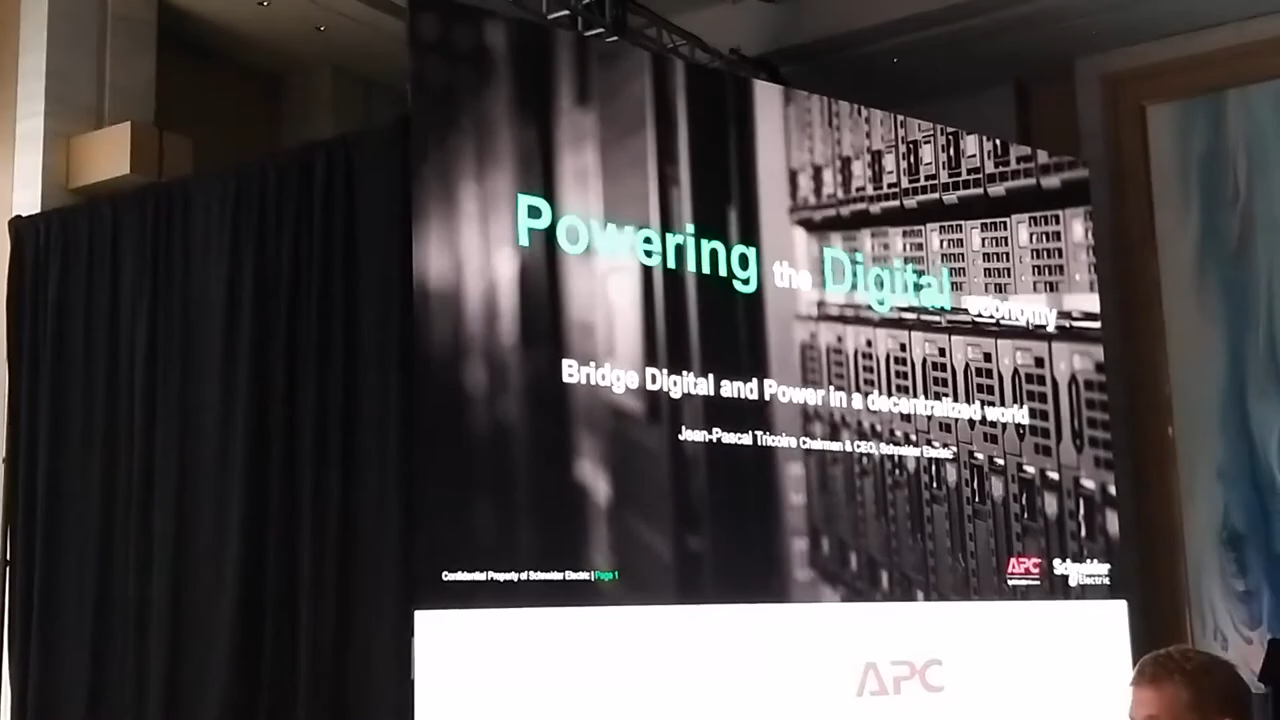 Powering the Digital economy
Bridge Digital and Power in a decentralized world
Jean-Pascal Tricoire Chairman & CEO, Schneider Electric
Confidential Property of Schneider Electric | Page 1
APC
Schneider
Electric
APC